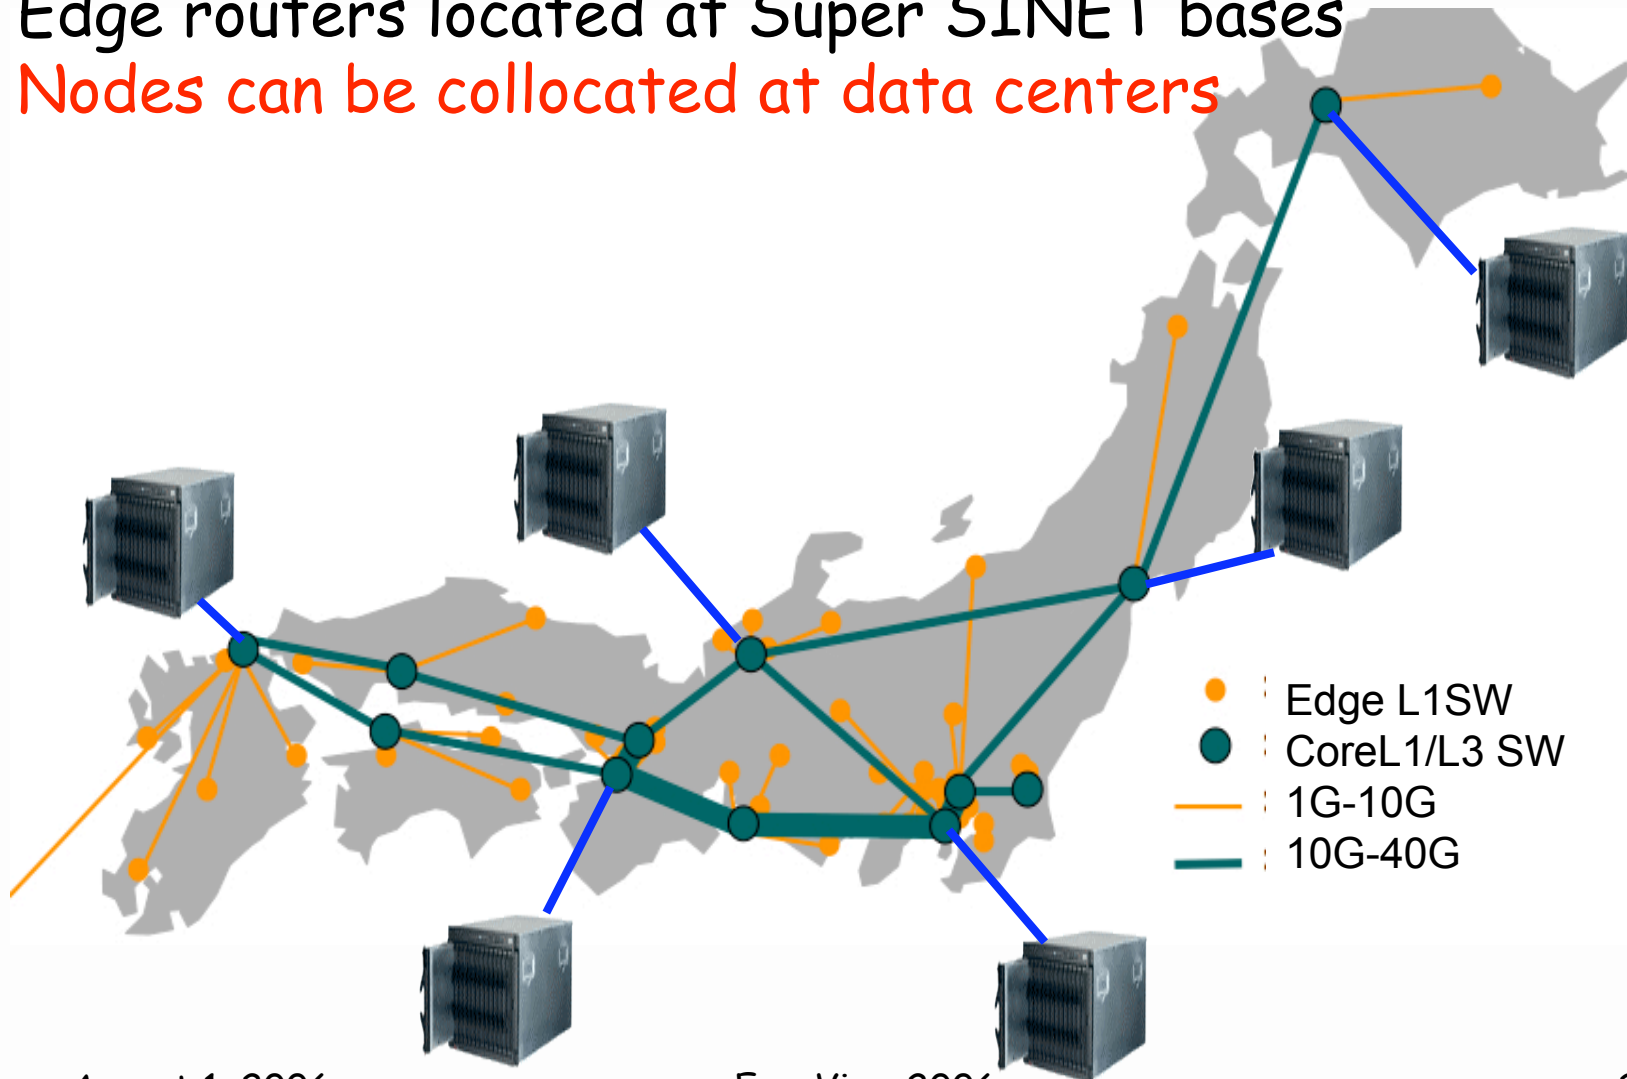 Edge routers located at Super SINET bases
Nodes can be collocated at data centers
: Edge L1SW
: CoreL1/L3 SW
: 1G-10G
: 10G-40G